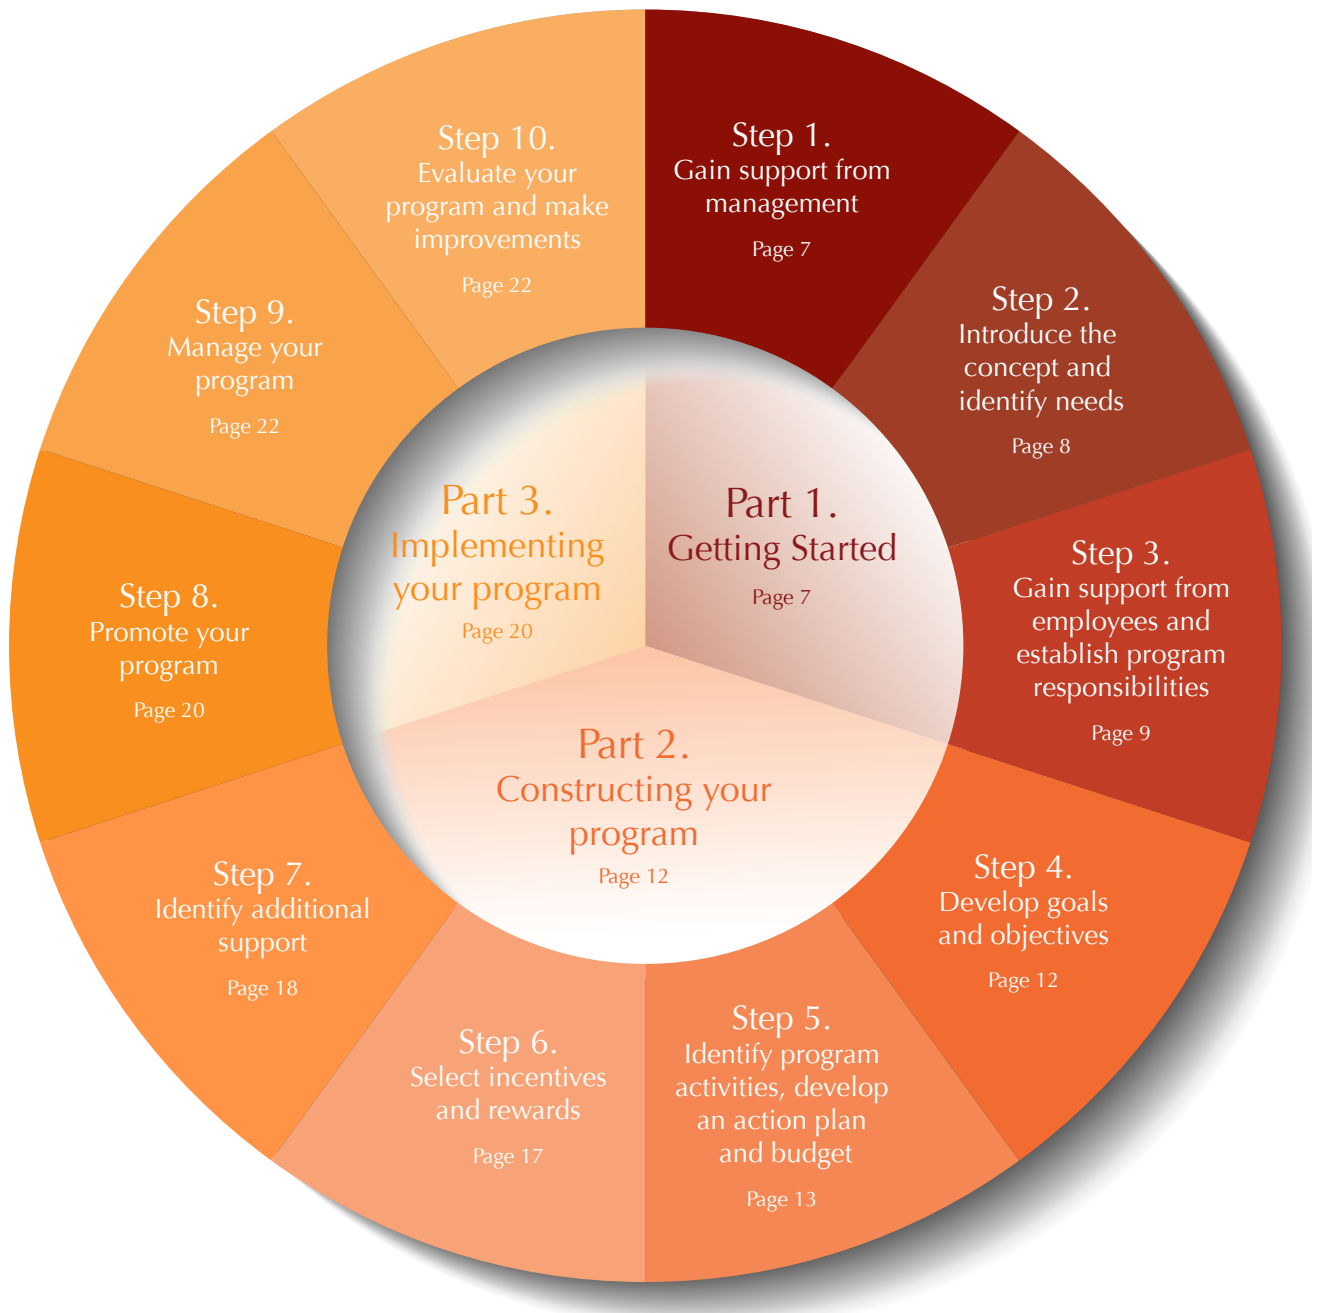 Step 1.
Gain support from
management
Page 7
Step 2.
Introduce the
concept and
identify needs
Page 8
Step 3.
Gain support from
employees and
establish program
responsibilities
Page 9
Step 4.
Develop goals
and objectives
Page 12
Step 5.
Identify program
activities, develop
an action plan
and budget
Page 13
Step 6.
Select incentives
and rewards
Page 17
Step 7.
Identify additional
support
Page 18
Step 8.
Promote your
program
Page 20
Step 9.
Manage your
program
Page 22
Step 10.
Evaluate your
program and make
improvements
Page 22
Part 1.
Getting Started
Page 7
Part 2.
Constructing your
program
Page 12
Part 3.
Implementing
your program
Page 20